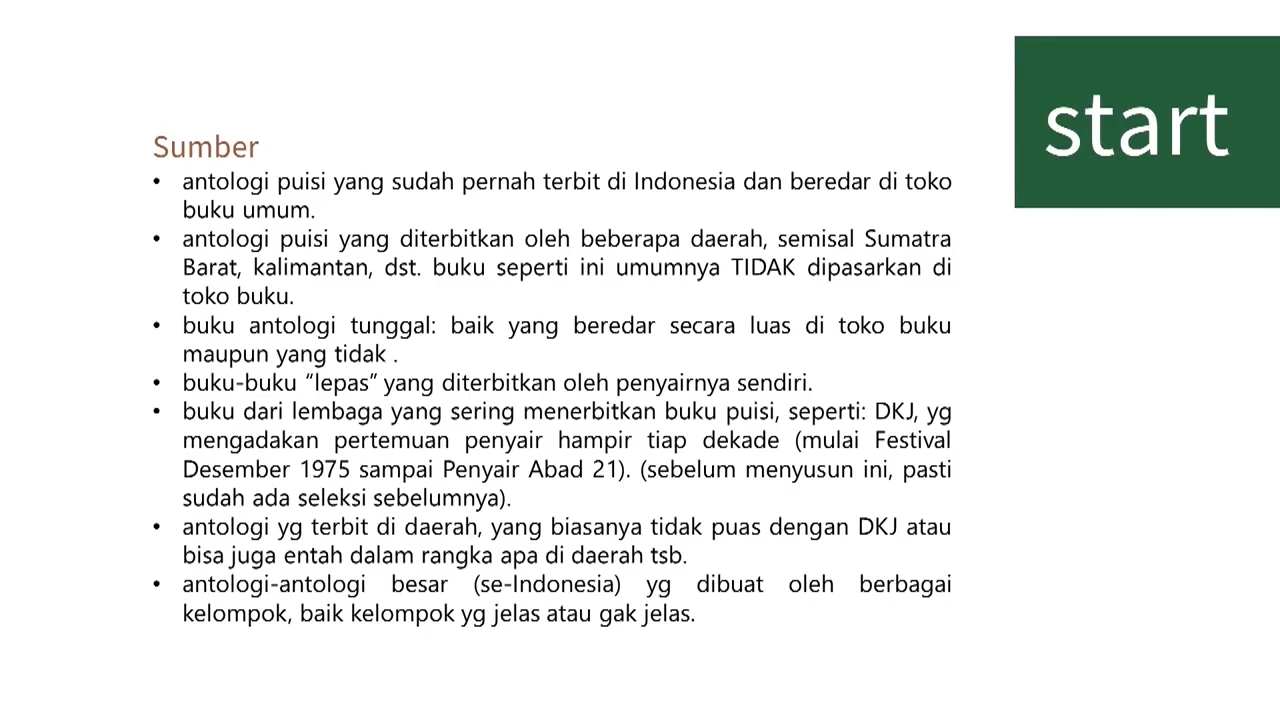 start
Sumber
• antologi puisi yang sudah pernah terbit di Indonesia dan beredar di toko
buku umum.
• antologi puisi yang diterbitkan oleh beberapa daerah, semisal Sumatra
Barat, kalimantan, dst. buku seperti ini umumnya TIDAK dipasarkan di
toko buku.
• buku antologi tunggal: baik yang beredar secara luas di toko buku
maupun yang tidak .
• buku-buku “lepas” yang diterbitkan oleh penyairnya sendiri.
• buku dari lembaga yang sering menerbitkan buku puisi, seperti: DKJ, yg
mengadakan pertemuan penyair hampir tiap dekade (mulai Festival
Desember 1975 sampai Penyair Abad 21). (sebelum menyusun ini, pasti
sudah ada seleksi sebelumnya).
• antologi yg terbit di daerah, yang biasanya tidak puas dengan DKJ atau
bisa juga entah dalam rangka apa di daerah tsb.
• antologi-antologi besar (se-Indonesia) yg dibuat oleh berbagai
kelompok, baik kelompok yg jelas atau gak jelas.